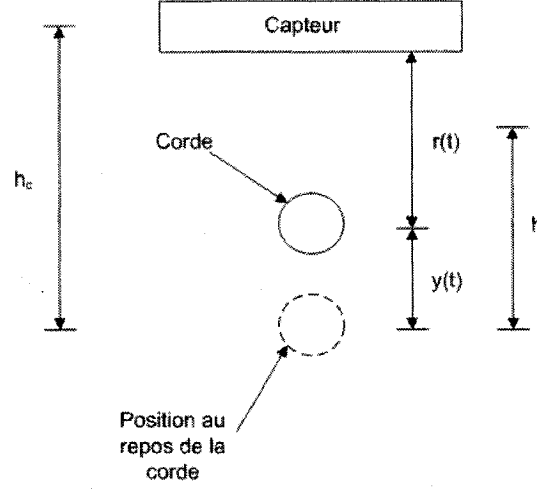 Capteur
Corde
r(t)
h꜀
h
y(t)
Position au
repos de la
corde